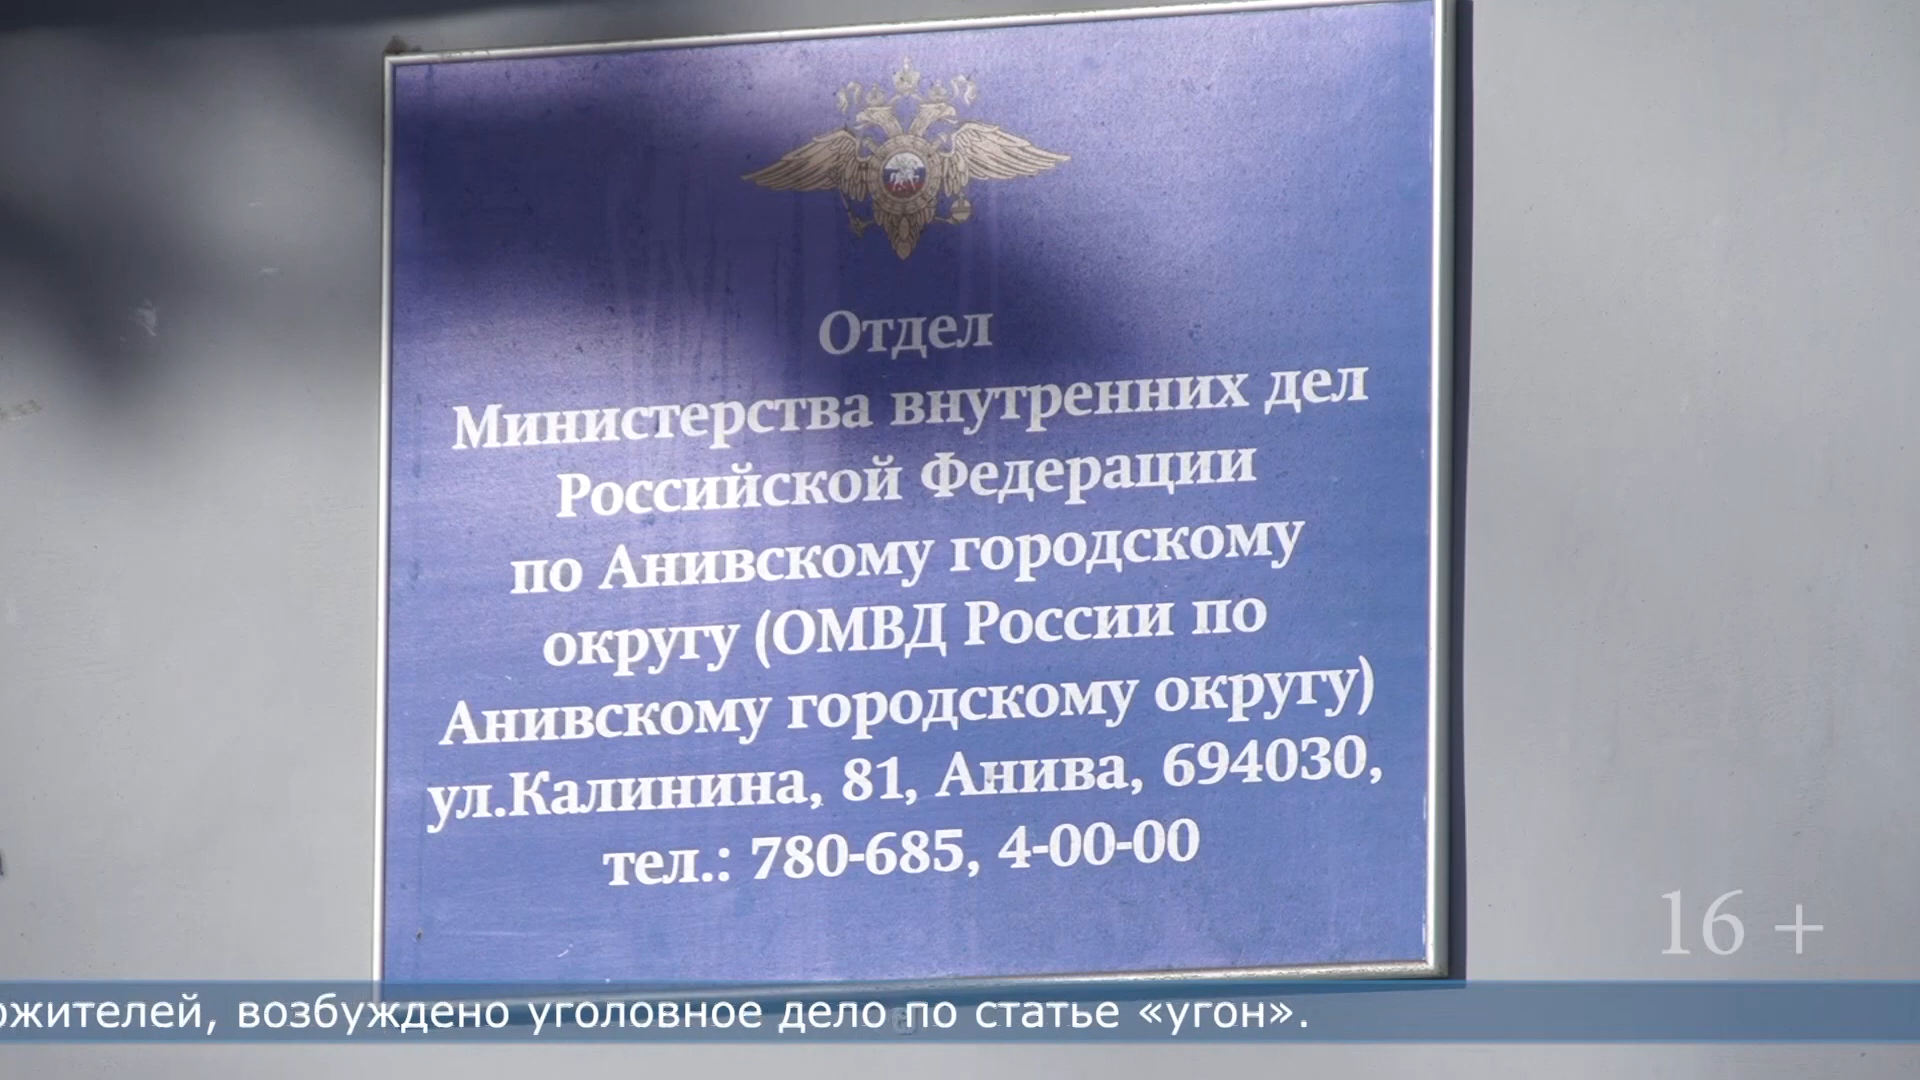 Отдел
Министерства внутренних дел
Российской Федерации
по Анивскому городскому
округу (ОМВД России по
Анивскому городскому округу)
ул.Калинина, 81, Анива, 694030,
тел.: 780-685, 4-00-00
16 +
возбуждено уголовное дело по статье «угон».